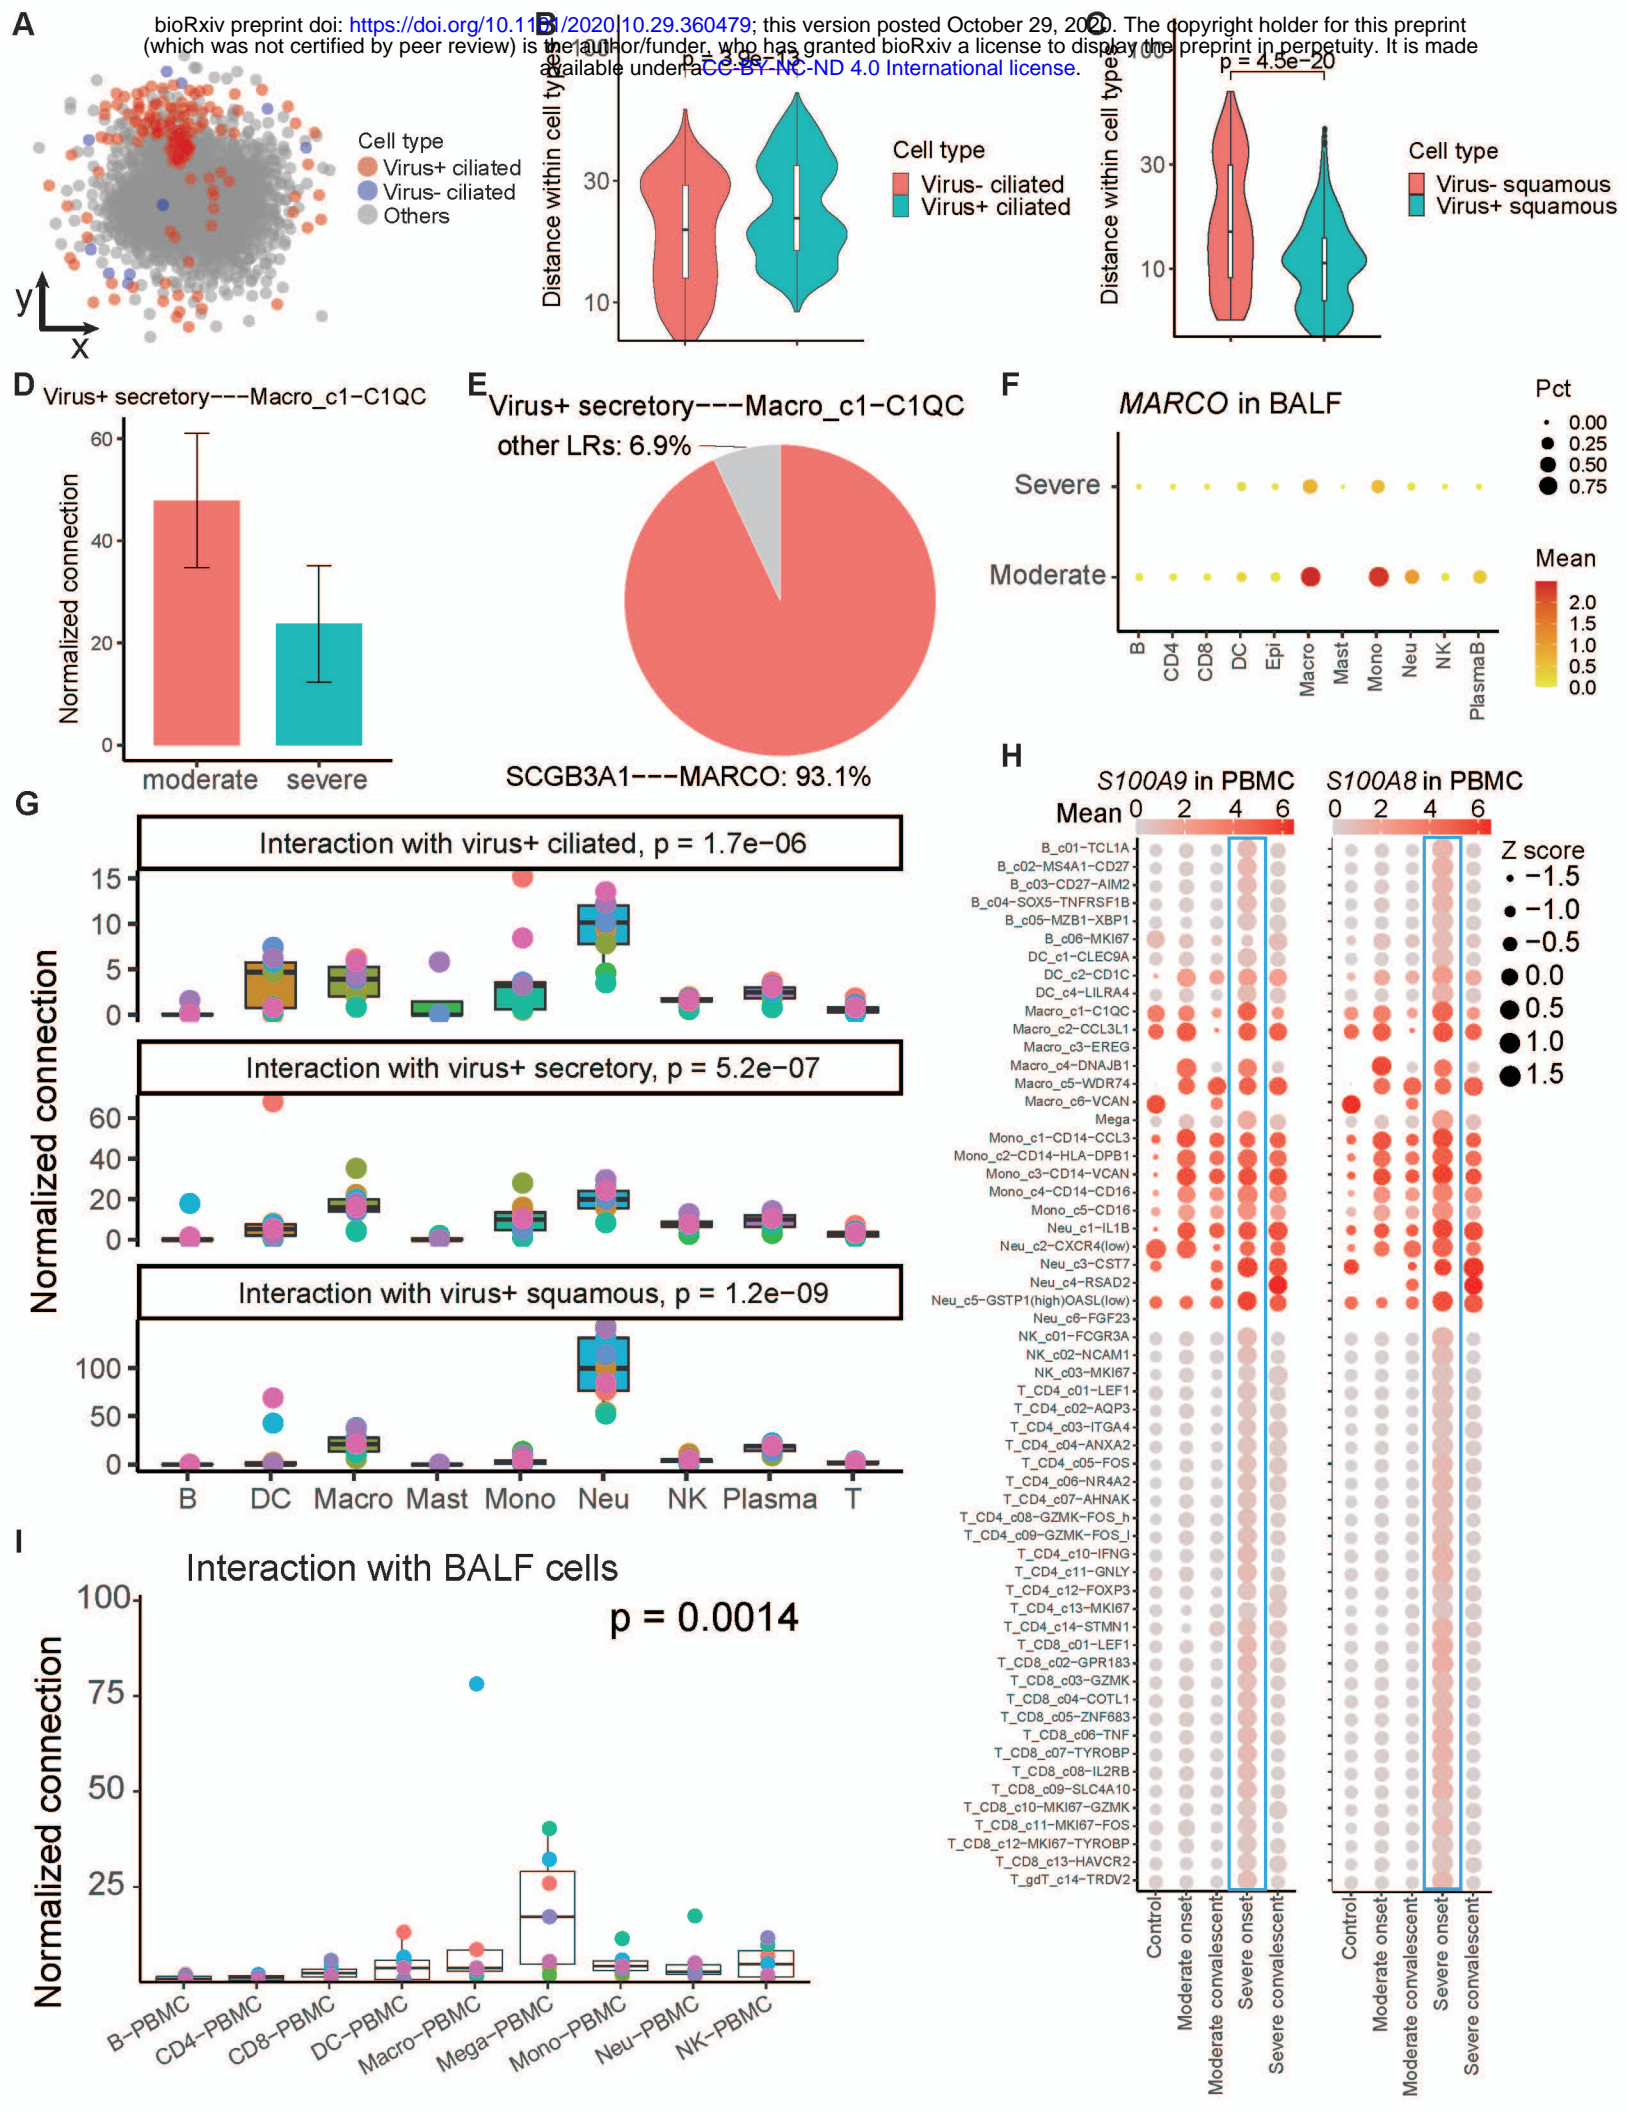 bioRxiv preprint doi: https://doi.org/10.1101/2020.10.29.360479; this version posted October 29, 2020. The copyright holder for this preprint
(which was not certified by peer review) is the author/funder, who has granted bioRxiv a license to display the preprint in perpetuity. It is made
available under aCC-BY-NC-ND 4.0 International license.
A
Cell type
Virus+ ciliated
Virus- ciliated
Others
y
x
B
Distance within cell types
100
30
10
p = 3.9e−13
Cell type
Virus- ciliated
Virus+ ciliated
C
Distance within cell types
100
30
10
p = 4.5e−20
Cell type
Virus- squamous
Virus+ squamous
D
Virus+ secretory−−−Macro_c1−C1QC
Normalized connection
60
40
20
0
moderate
severe
E
Virus+ secretory−−−Macro_c1−C1QC
other LRs: 6.9%
SCGB3A1−−−MARCO: 93.1%
F
MARCO in BALF
Severe
Moderate
B
CD4
CD8
DC
Epi
Macro
Mast
Mono
Neu
NK
PlasmaB
Pct
0.00
0.25
0.50
0.75
Mean
2.0
1.5
1.0
0.5
0.0
G
Normalized connection
Interaction with virus+ ciliated, p = 1.7e−06
15
10
5
0
Interaction with virus+ secretory, p = 5.2e−07
60
40
20
0
Interaction with virus+ squamous, p = 1.2e−09
100
50
0
B
DC
Macro
Mast
Mono
Neu
NK
Plasma
T
H
S100A9 in PBMC
S100A8 in PBMC
Mean
0 2 4 6
0 2 4 6
Z score
−1.5
−1.0
−0.5
0.0
0.5
1.0
1.5
B_c01−TCL1A
B_c02−MS4A1−CD27
B_c03−CD27−AIM2
B_c04−SOX5−TNFRSF1B
B_c05−MZB1−XBP1
B_c06−MKI67
DC_c1−CLEC9A
DC_c2−CD1C
DC_c4−LILRA4
Macro_c1−C1QC
Macro_c2−CCL3L1
Macro_c3−EREG
Macro_c4−DNAJB1
Macro_c5−WDR74
Macro_c6−VCAN
Mega
Mono_c1−CD14−CCL3
Mono_c2−CD14−HLA−DPB1
Mono_c3−CD14−VCAN
Mono_c4−CD14−CD16
Mono_c5−CD16
Neu_c1−IL1B
Neu_c2−CXCR4(low)
Neu_c3−CST7
Neu_c4−RSAD2
Neu_c5−GSTP1(high)OASL(low)
Neu_c6−FGF23
NK_c01−FCGR3A
NK_c02−NCAM1
NK_c03−MKI67
T_CD4_c01−LEF1
T_CD4_c02−AQP3
T_CD4_c03−ITGA4
T_CD4_c04−ANXA2
T_CD4_c05−FOS
T_CD4_c06−NR4A2
T_CD4_c07−AHNAK
T_CD4_c08−GZMK−FOS_h
T_CD4_c09−GZMK−FOS_l
T_CD4_c10−IFNG
T_CD4_c11−GNLY
T_CD4_c12−FOXP3
T_CD4_c13−MKI67
T_CD4_c14−STMN1
T_CD8_c01−LEF1
T_CD8_c02−GPR183
T_CD8_c03−GZMK
T_CD8_c04−COTL1
T_CD8_c05−ZNF683
T_CD8_c06−TNF
T_CD8_c07−TYROBP
T_CD8_c08−IL2RB
T_CD8_c09−SLC4A10
T_CD8_c10−MKI67−GZMK
T_CD8_c11−MKI67−FOS
T_CD8_c12−MKI67−TYROBP
T_CD8_c13−HAVCR2
T_gdT_c14−TRDV2
Control
Moderate onset
Moderate convalescent
Severe onset
Severe convalescent
Control
Moderate onset
Moderate convalescent
Severe onset
Severe convalescent
I
Interaction with BALF cells
p = 0.0014
Normalized connection
100
75
50
25
B−PBMC
CD4−PBMC
CD8−PBMC
DC−PBMC
Macro−PBMC
Mega−PBMC
Mono−PBMC
Neu−PBMC
NK−PBMC